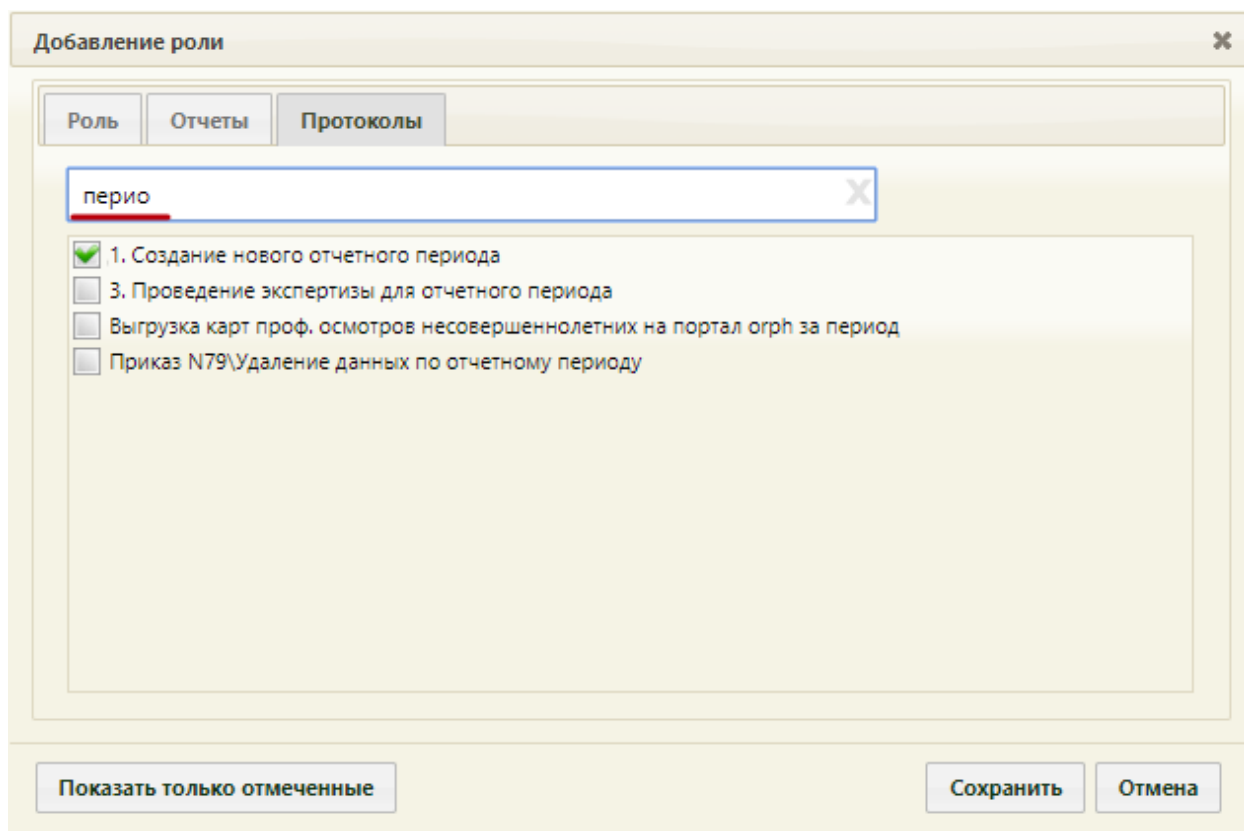 Добавление роли
Роль Отчеты Протоколы
перио
1. Создание нового отчетного периода
3. Проведение экспертизы для отчетного периода
Выгрузка карт проф. осмотров несовершеннолетних на портал orph за период
Приказ N79\Удаление данных по отчетному периоду
Показать только отмеченные Сохранить Отмена